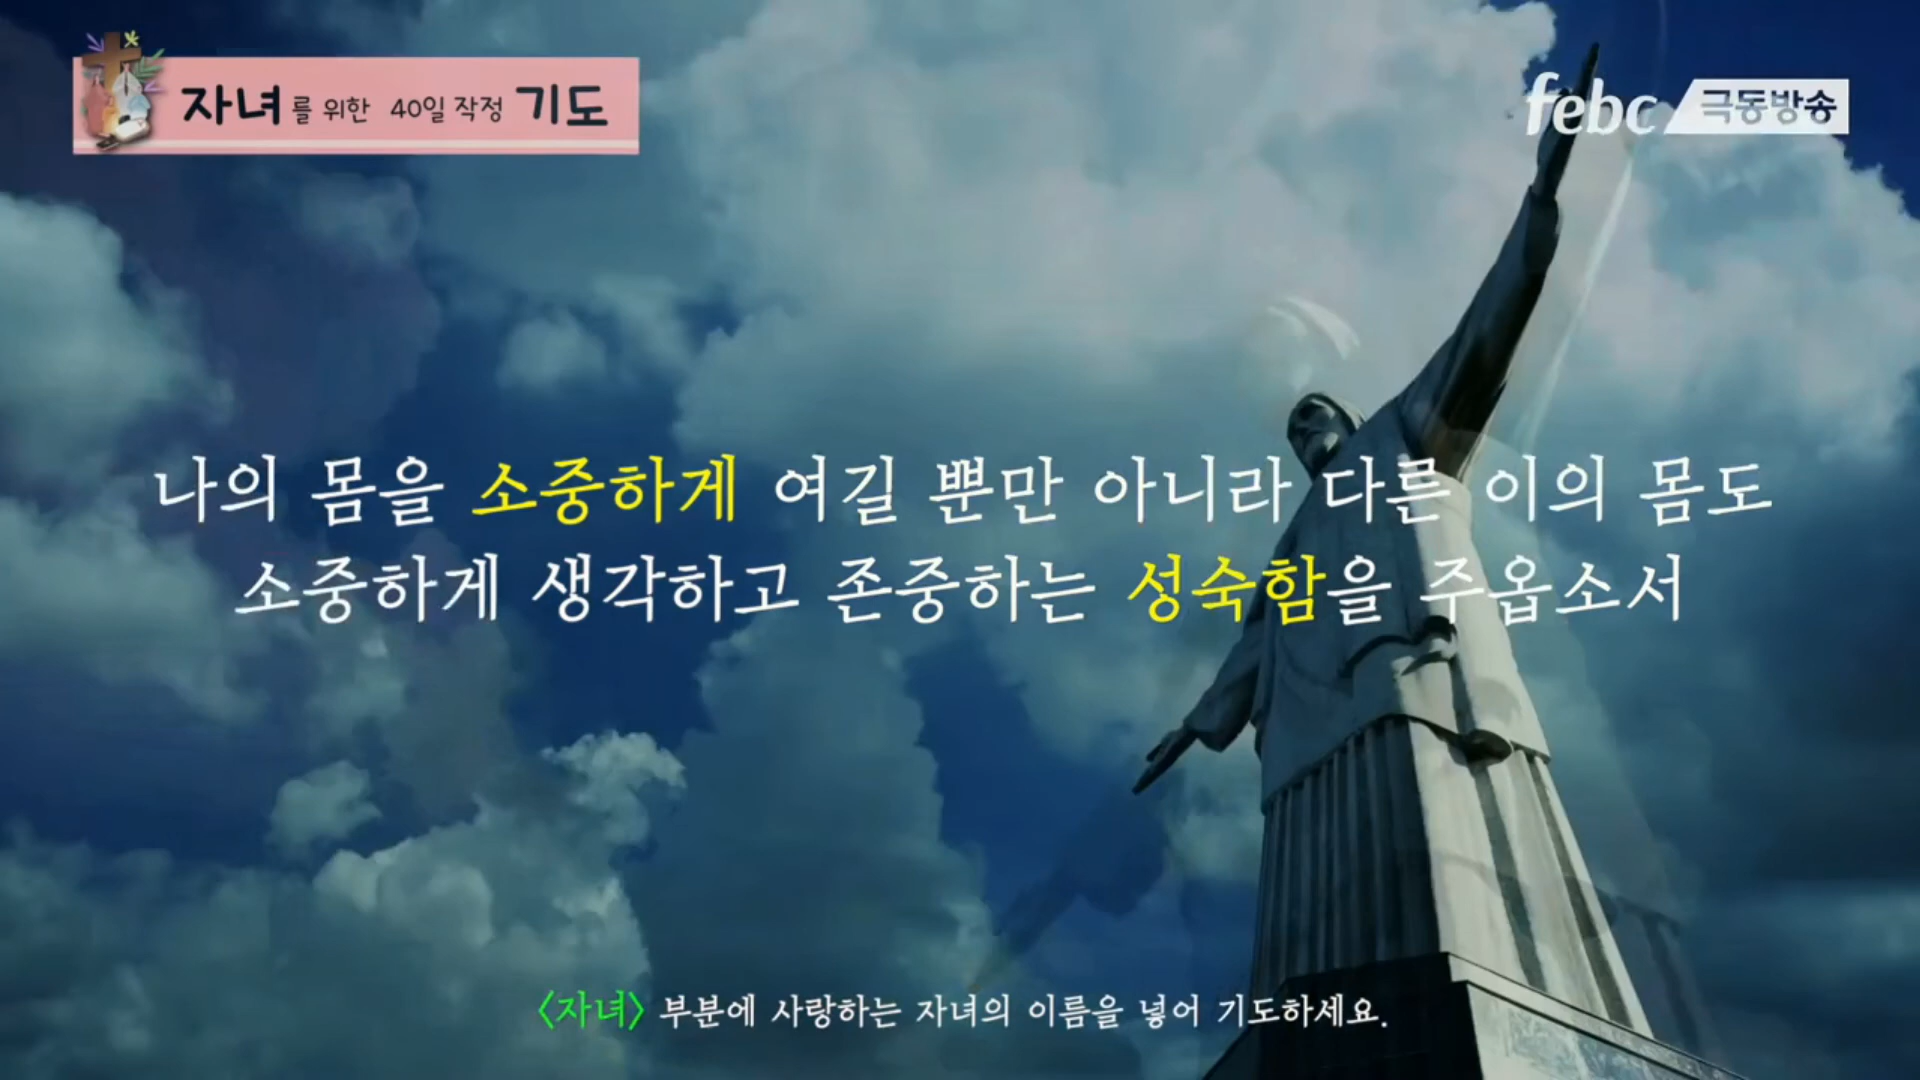 자녀를 위한 40일 작정 기도
febc 극동방송
나의 몸을 소중하게 여길 뿐만 아니라 다른 이의 몸도
소중하게 생각하고 존중하는 성숙함을 주옵소서
<자녀> 부분에 사랑하는 자녀의 이름을 넣어 기도하세요.